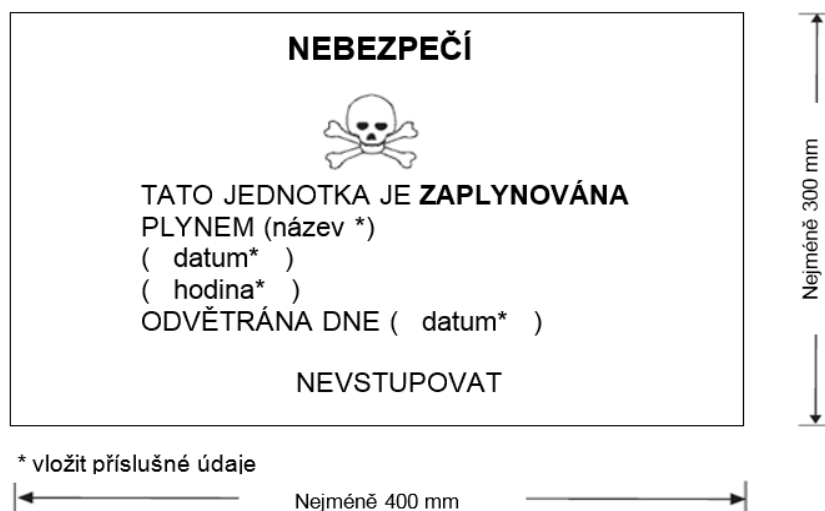 NEBEZPEČÍ
TATO JEDNOTKA JE ZAPLYNOVÁNA
PLYNEM (název *)
( datum* )
( hodina* )
ODVĚTRÁNA DNE ( datum* )
NEVSTUPOVAT
Nejméně 300 mm
* vložit příslušné údaje
Nejméně 400 mm